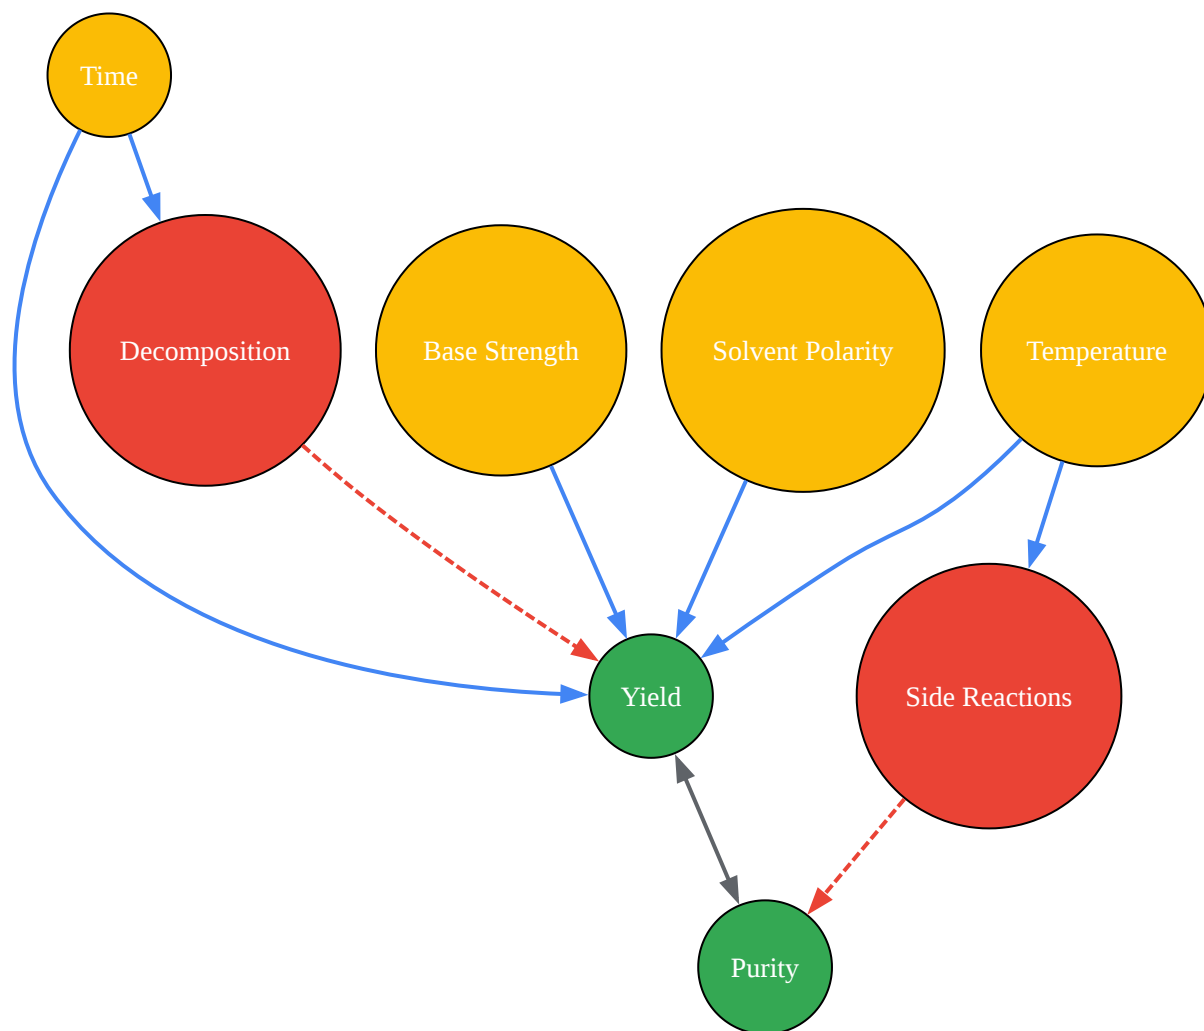 Time
Decomposition
Base Strength
Solvent Polarity
Temperature
Yield
Side Reactions
Purity